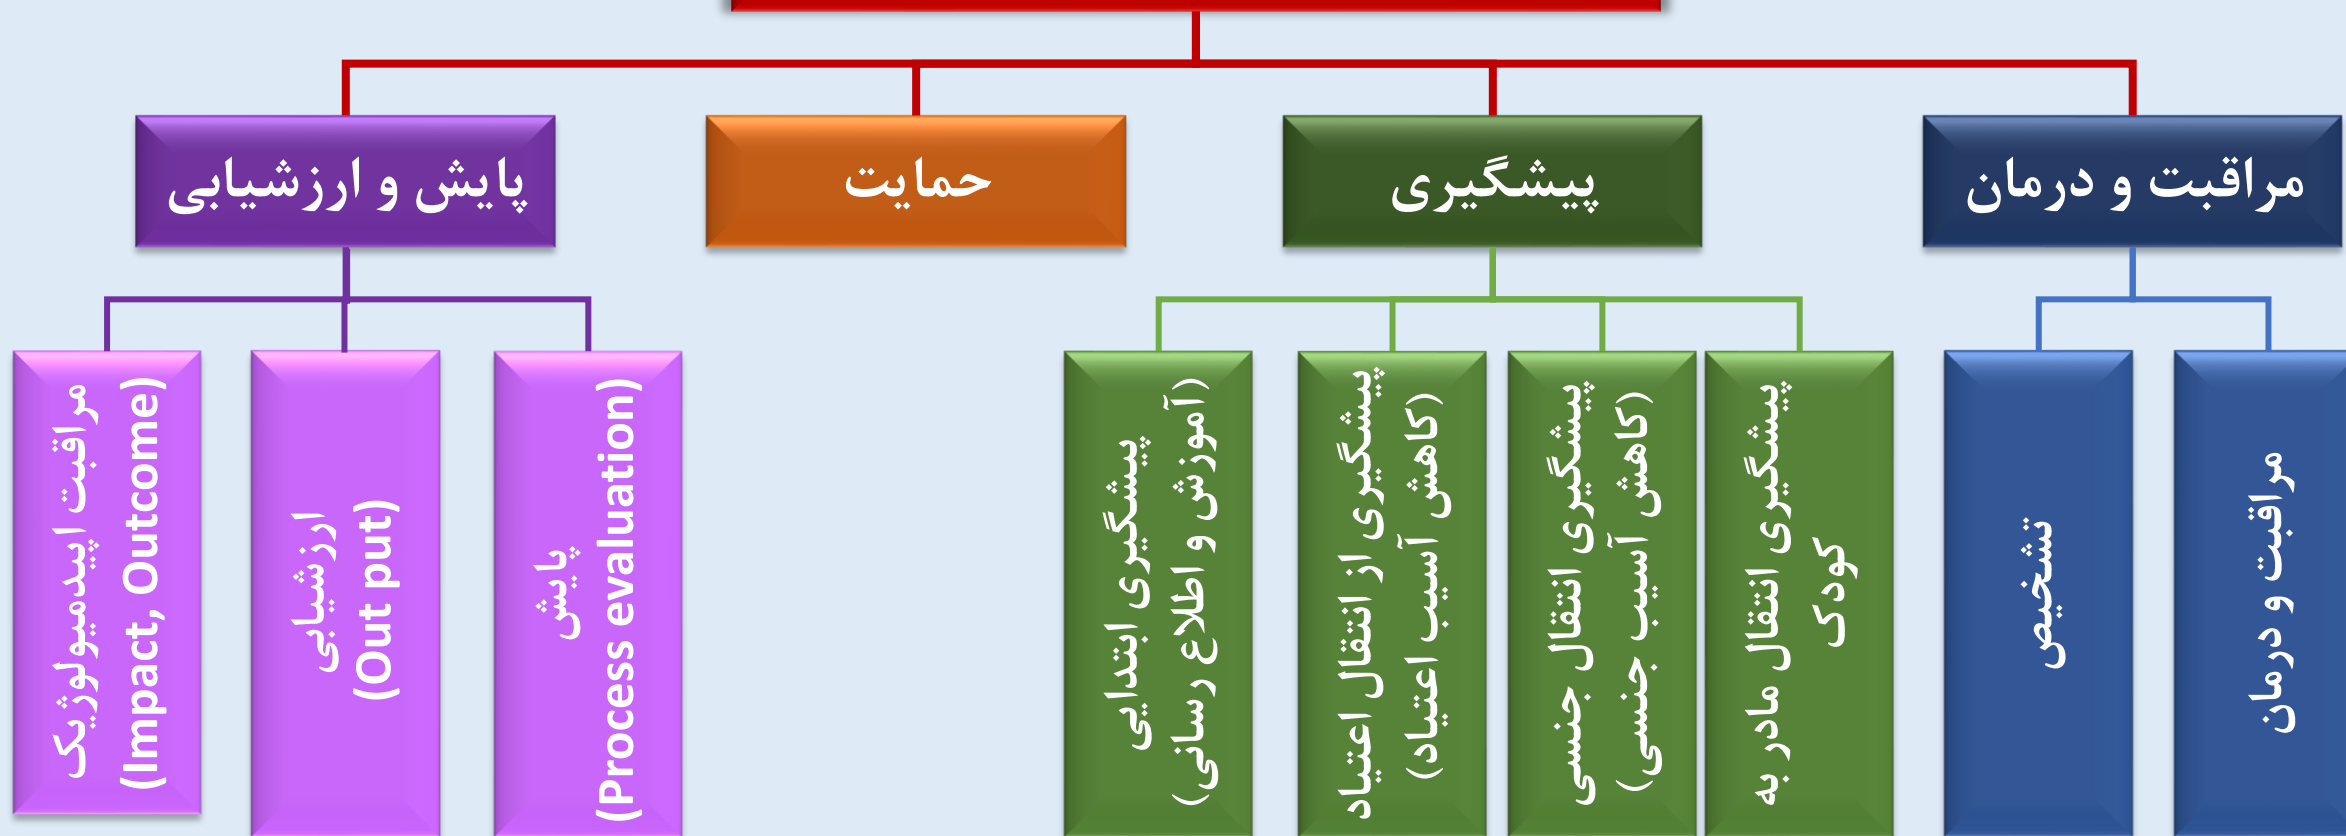 مراقبت و درمان
پیشگیری
حمایت
پایش و ارزشیابی
مراقبت و درمان
تشخیص
پیشگیری انتقال مادر به
کودک
پیشگیری انتقال جنسی
(کاهش آسیب جنسی)
پیشگیری از انتقال اعتیاد
(کاهش آسیب اعتیاد)
پیشگیری ابتدایی
(آموزش و اطلاع رسانی)
پایش
(Process evaluation)
ارزشیابی
(Out put)
مراقبت اپیدمیولوژیک
(Impact, Outcome)